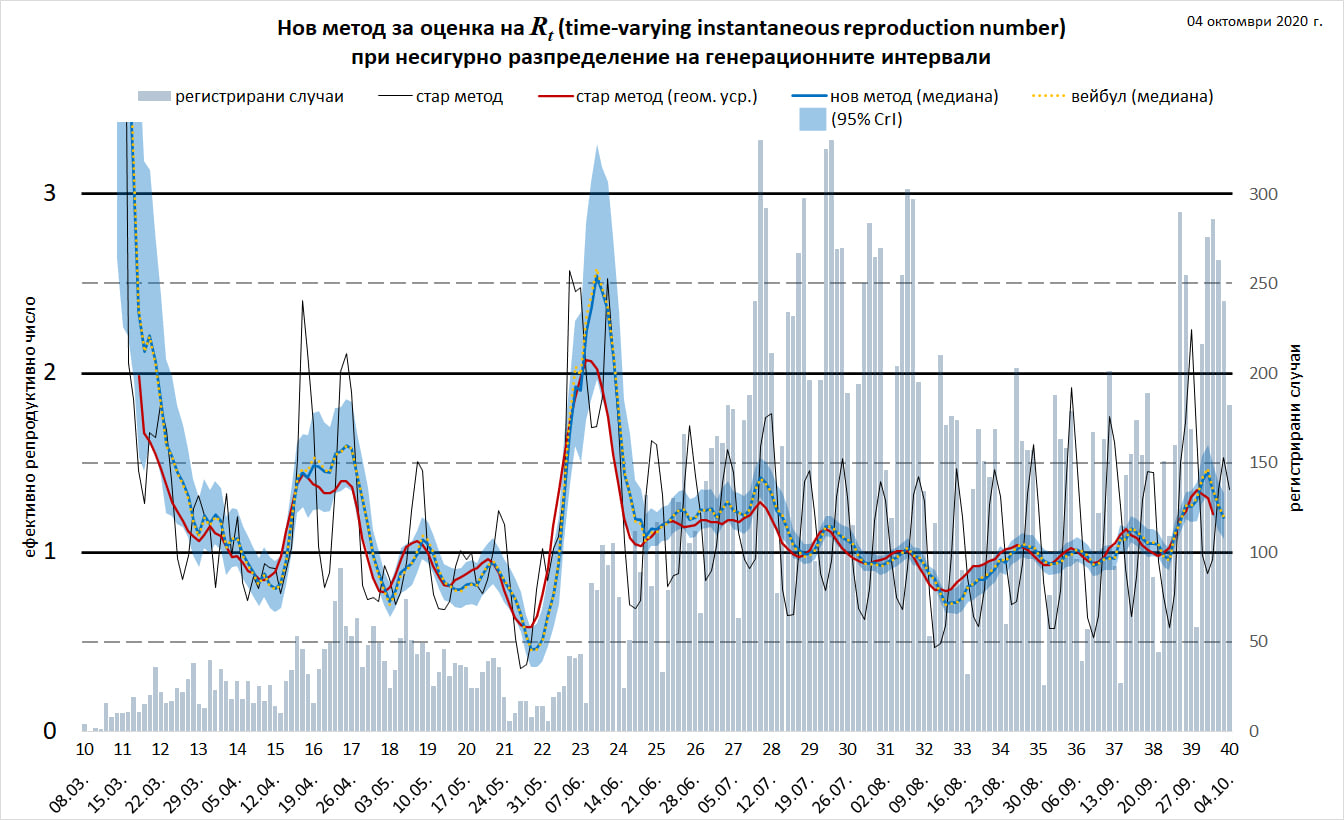 Нов метод за оценка на Rt (time-varying instantaneous reproduction number)
при несигурно разпределение на генерационните интервали
04 октомври 2020 г.
регистрирани случаи
стар метод
стар метод (геом. уср.)
нов метод (медиана)
вейбул (медиана)
(95% CrI)
ефективно репродуктивно число
3
2
1
0
300
250
200
150
100
50
0
регистрирани случаи
10 11 12 13 14 15 16 17 18 19 20 21 22 23 24 25 26 27 28 29 30 31 32 33 34 35 36 37 38 39 40
08.03. 15.03. 22.03. 29.03. 05.04. 12.04. 19.04. 26.04. 03.05. 10.05. 17.05. 24.05. 31.05. 07.06. 14.06. 21.06. 28.06. 05.07. 12.07. 19.07. 26.07. 02.08. 09.08. 16.08. 23.08. 30.08. 06.09. 13.09. 20.09. 27.09. 04.10.